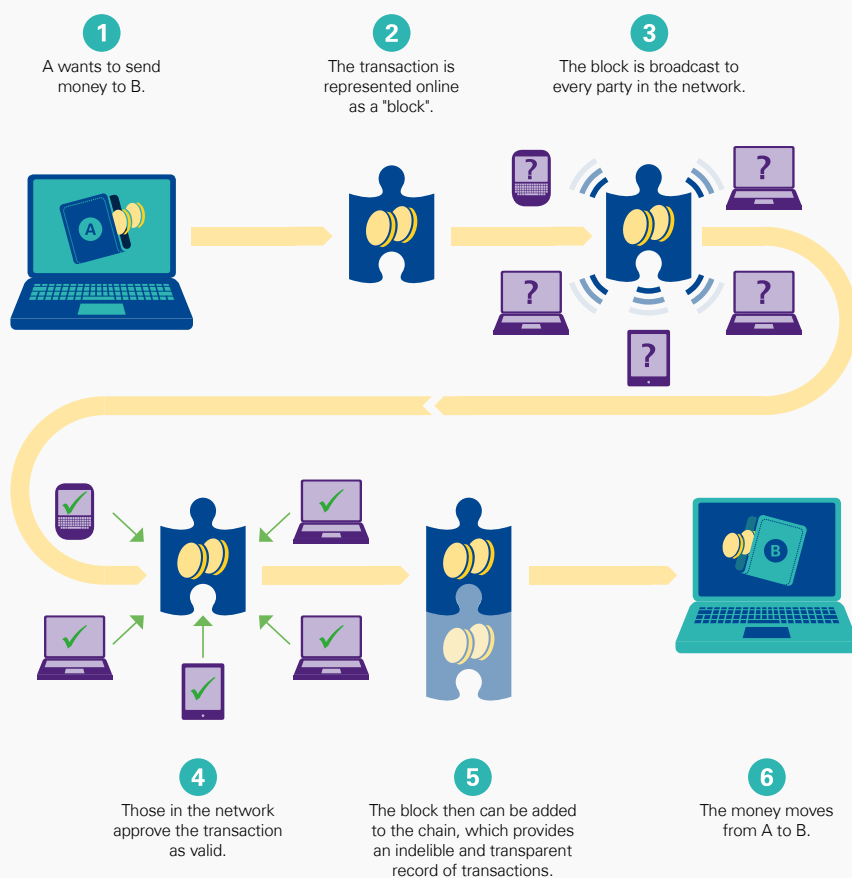 1
A wants to send
money to B.
2
The transaction is
represented online
as a "block".
3
The block is broadcast to
every party in the network.
A
?
?
?
?
?
B
4
Those in the network
approve the transaction
as valid.
5
The block then can be added
to the chain, which provides
an indelible and transparent
record of transactions.
6
The money moves
from A to B.